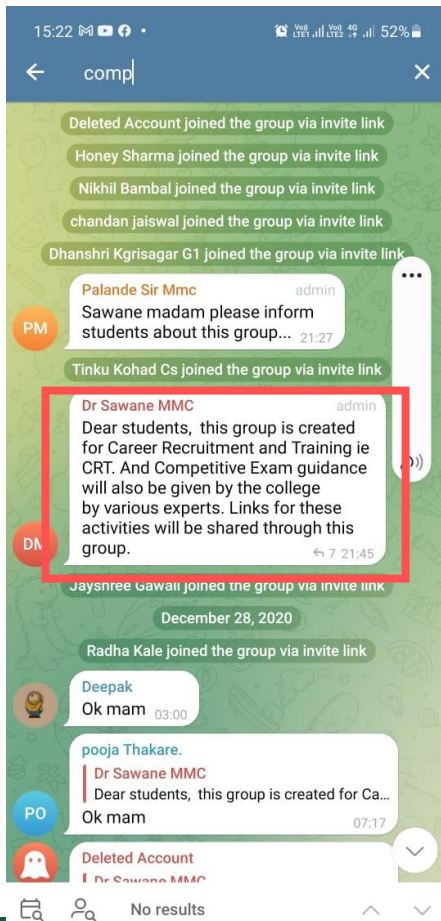 15:22
Vo)) LTE1 Vo)) LTE2 4G 52%
comp
Deleted Account joined the group via invite link
Honey Sharma joined the group via invite link
Nikhil Bambal joined the group via invite link
chandan jaiswal joined the group via invite link
Dhanshri Kgrisagar G1 joined the group via invite link
Palande Sir Mmc admin
PM
Sawane madam please inform
students about this group... 21:27
Tinku Kohad Cs joined the group via invite link
Dr Sawane MMC admin
Dear students, this group is created
for Career Recruitment and Training ie
CRT. And Competitive Exam guidance
will also be given by the college
by various experts. Links for these
activities will be shared through this
group. 7 21:45
DM
Jayshree Gawali joined the group via invite link
December 28, 2020
Radha Kale joined the group via invite link
Deepak
Ok mam 03:00
pooja Thakare.
Dr Sawane MMC
Dear students, this group is created for Ca...
PO
Ok mam 07:17
Deleted Account
Dr Sawane MMC
No results